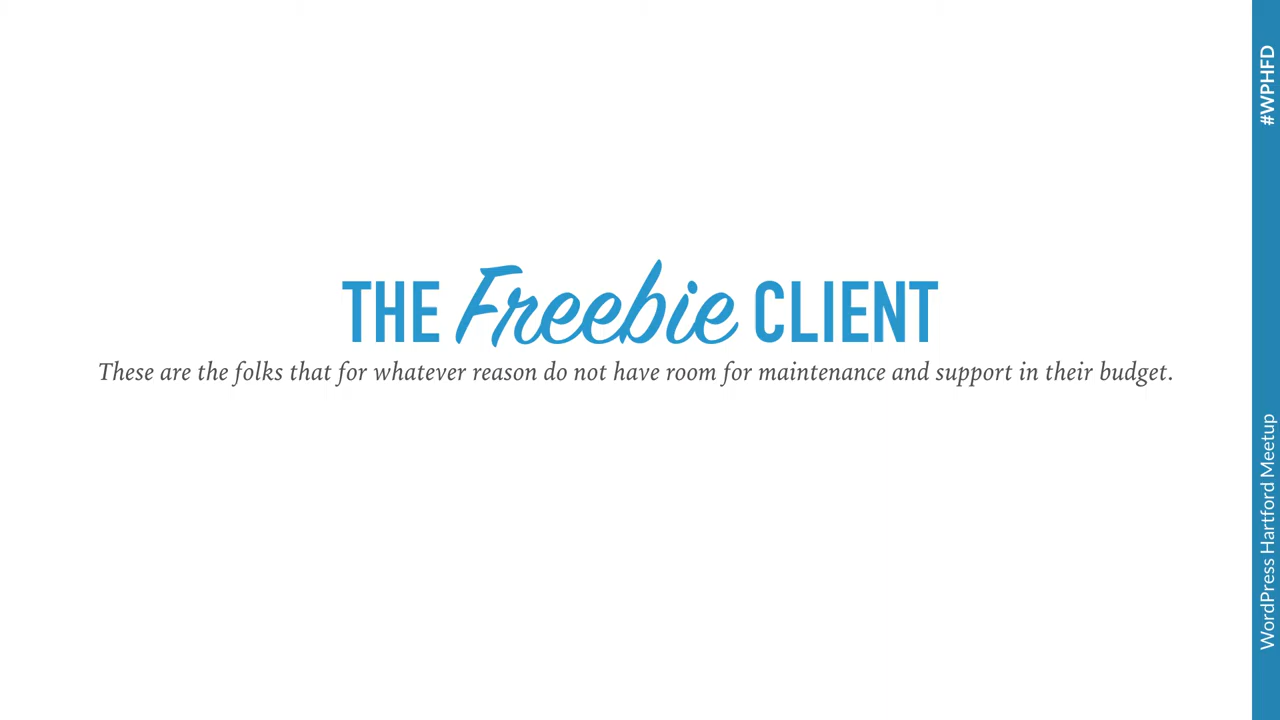 THE Freebie CLIENT
These are the folks that for whatever reason do not have room for maintenance and support in their budget.
#WPHFD
WordPress Hartford Meetup